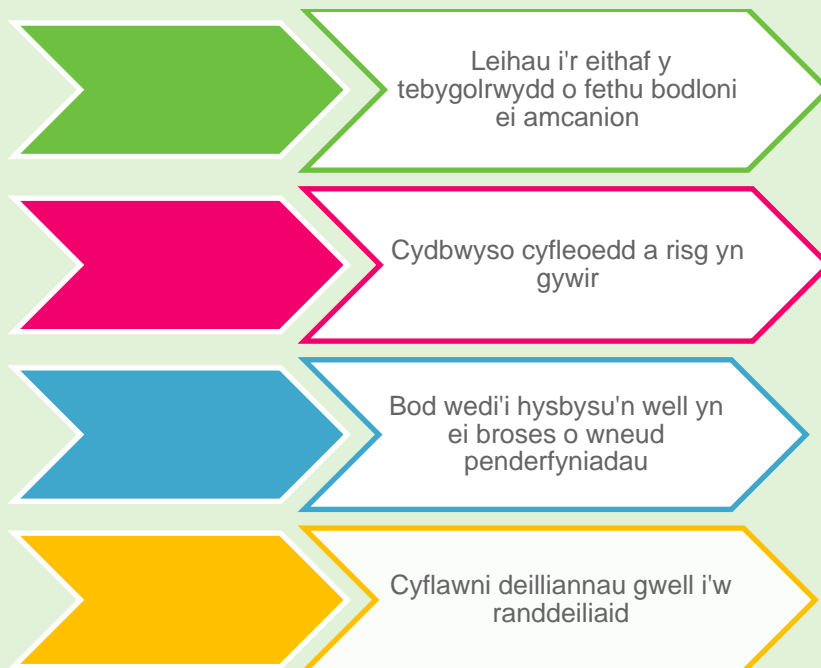 Leihau i'r eithaf y
tebygolrwydd o fethu bodloni
ei amcanion
Cydbwyso cyfleoedd a risg yn
gywir
Bod wedi'i hysbysu'n well yn
ei broses o wneud
penderfyniadau
Cyflawni deilliannau gwell i'w
randdeiliaid